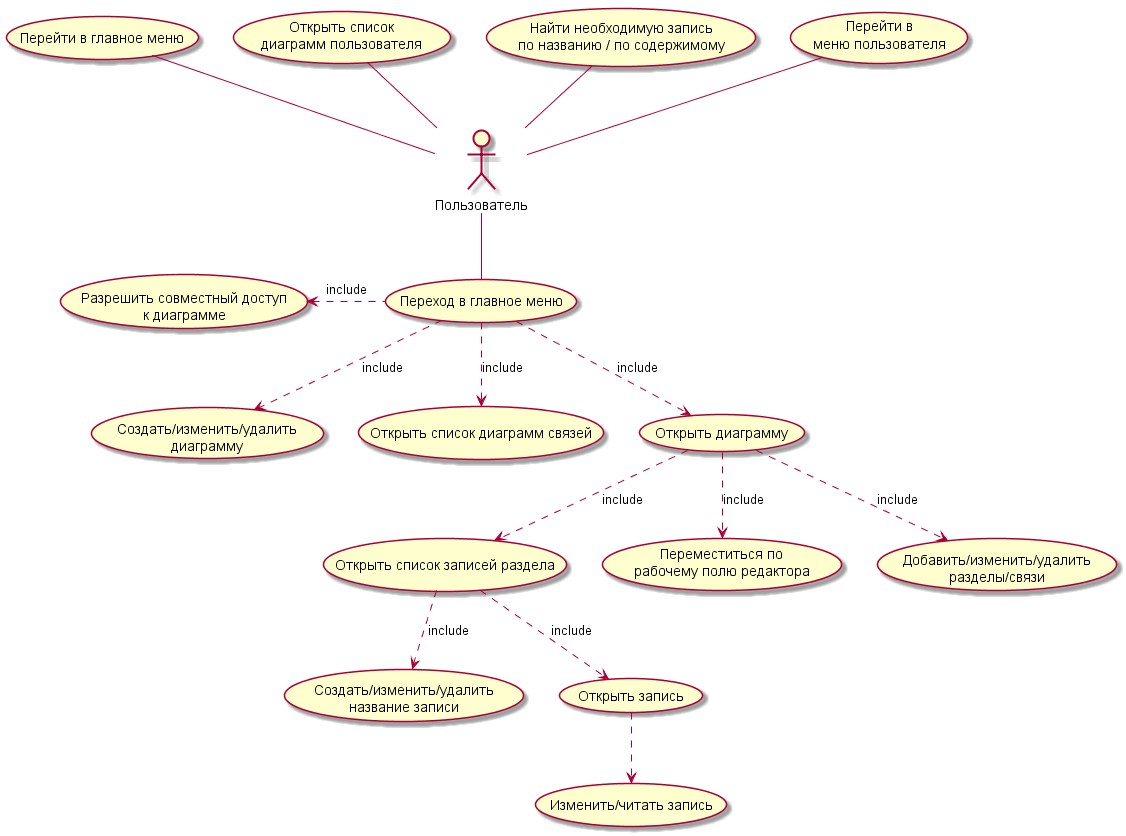 Перейти в главное меню
Открыть список
диаграмм пользователя
Найти необходимую запись
по названию / по содержимому
Перейти в
меню пользователя
Пользователь
Разрешить совместный доступ
к диаграмме
include
Переход в главное меню
include
include
include
Создать/изменить/удалить
диаграмму
Открыть список диаграмм связей
Открыть диаграмму
include
include
include
Открыть список записей раздела
Переместиться по
рабочему полю редактора
Добавить/изменить/удалить
разделы/связи
include
include
Создать/изменить/удалить
название записи
Открыть запись
Изменить/читать запись